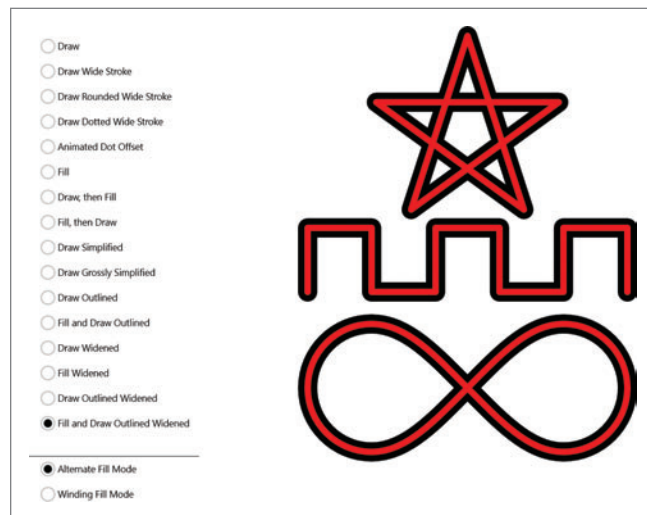 Draw
Draw Wide Stroke
Draw Rounded Wide Stroke
Draw Dotted Wide Stroke
Animated Dot Offset
Fill
Draw, then Fill
Fill, then Draw
Draw Simplified
Draw Grossly Simplified
Draw Outlined
Fill and Draw Outlined
Draw Widened
Fill Widened
Draw Outlined Widened
Fill and Draw Outlined Widened
Alternate Fill Mode
Winding Fill Mode